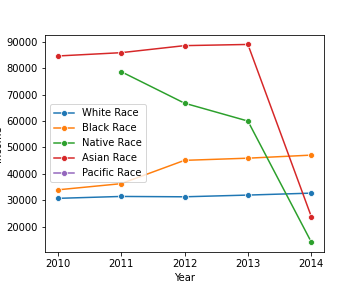 90000
80000
70000
60000
50000
40000
30000
20000
White Race
Black Race
Native Race
Asian Race
Pacific Race
2010 2011 2012 2013 2014
Year